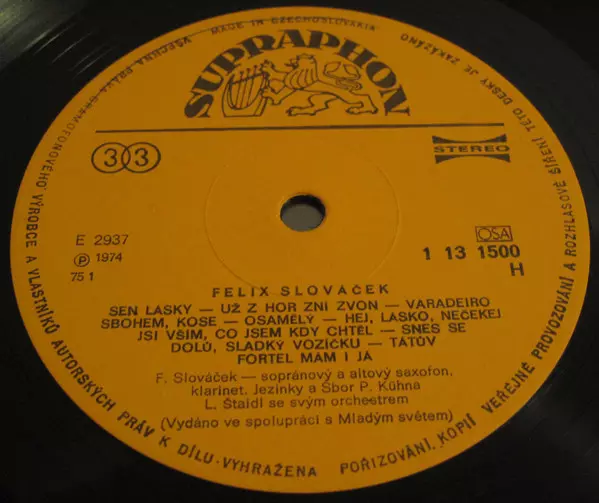 MADE IN CZECHOSLOVAKIA
SUPRAPHON
33
STEREO
E 2937
Ⓟ 1974
75 1
OSA
1 13 1500
H
FELIX SLOVÁČEK
SEN LÁSKY — UŽ Z HOR ZNÍ ZVON — VARADEIRO
SBOHEM, KOSE — OSAMĚLÝ — HEJ, LÁSKO, NEČEKEJ
JSI VŠÍM, CO JSEM KDY CHTĚL — SNES SE
DOLŮ, SLADKÝ VOZÍČKU — TÁTŮV
FORTEL MÁM I JÁ
F. Slováček — sopránový a altový saxofon,
klarinet. Jezinky a Sbor P. Kühna
L. Štaidl se svým orchestrem
(Vydáno ve spolupráci s Mladým světem)
VŠECHNA PRÁVA GRAMOFONOVÉHO VÝROBCE A VLASTNÍKŮ AUTORSKÝCH PRÁV K DÍLU-VYHRAŽENA POŘIZOVÁNÍ KOPIÍ VEŘEJNÉ PROVOZOVÁNÍ A ROZHLASOVÉ ŠÍŘENÍ TÉTO DESKY JE ZAKÁZÁNO